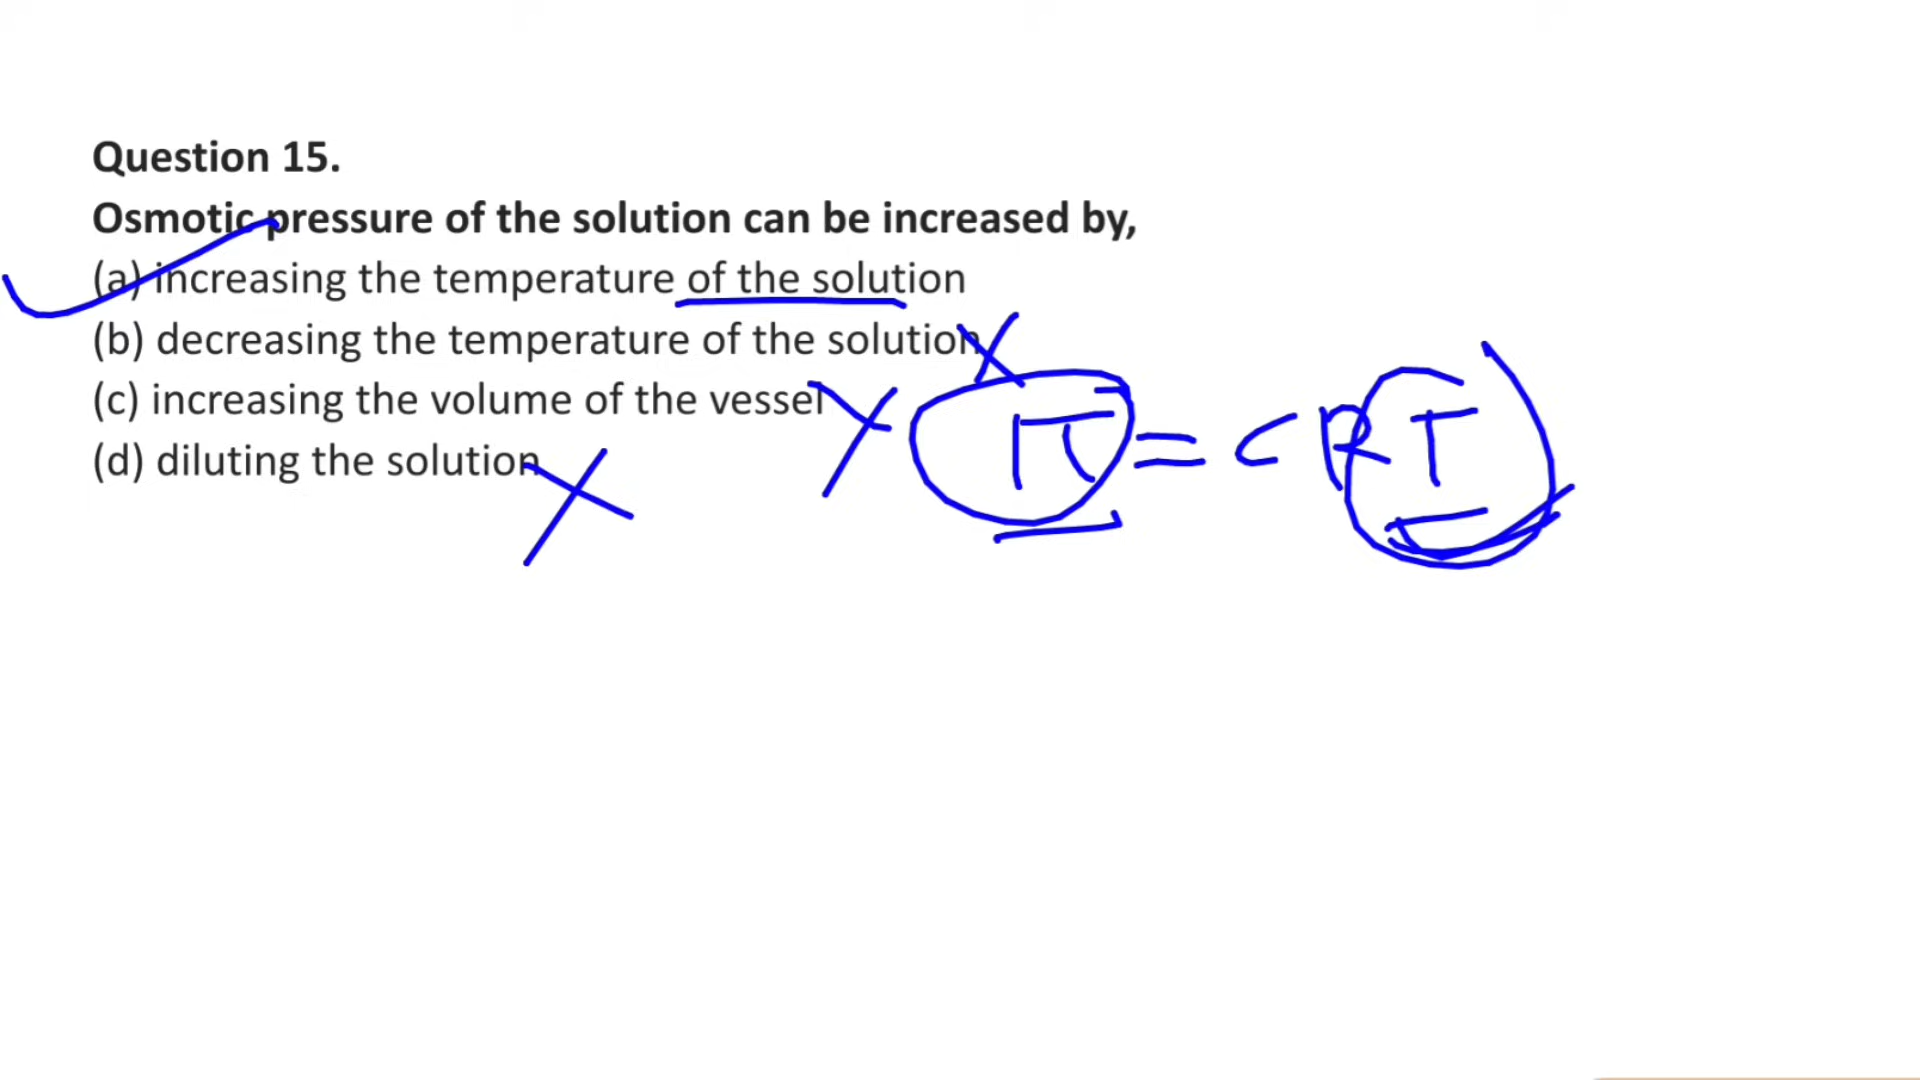 Question 15.
Osmotic pressure of the solution can be increased by,
(a) increasing the temperature of the solution
(b) decreasing the temperature of the solution
(c) increasing the volume of the vessel
(d) diluting the solution
π = CRT